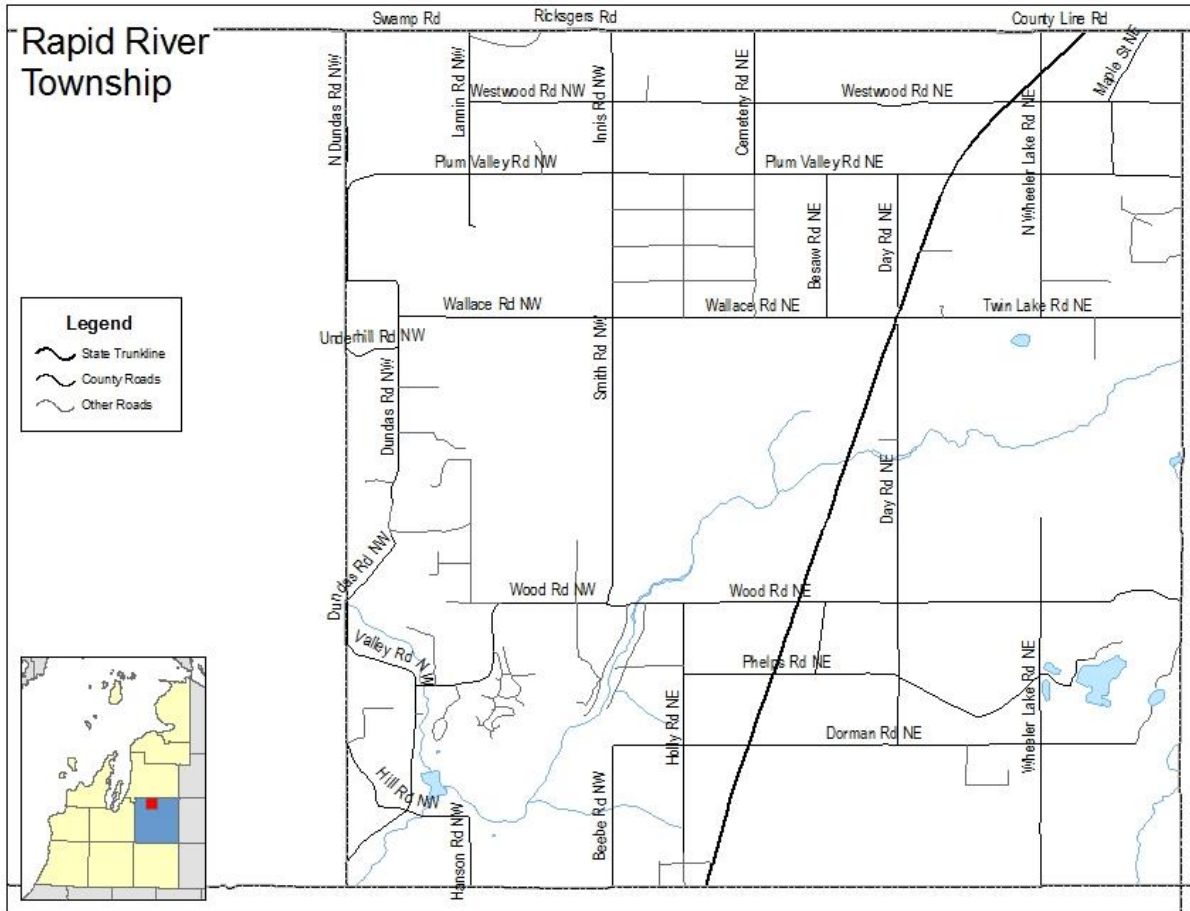 Swamp Rd
Ricksgers Rd
County Line Rd
Rapid River
Township
N Dundas Rd NW
Lannin Rd NW
Innis Rd NW
Cemetery Rd NE
Maple St NE
Westwood Rd NW
Westwood Rd NE
N Wheeler Lake Rd NE
Plum Valley Rd NW
Plum Valley Rd NE
Besaw Rd NE
Day Rd NE
Wallace Rd NW
Wallace Rd NE
Twin Lake Rd NE
Legend
State Trunkline
County Roads
Other Roads
Underhill Rd NW
Dundas Rd NW
Smith Rd NW
Day Rd NE
Dundas Rd NW
Wood Rd NW
Wood Rd NE
Valley Rd NW
Phelps Rd NE
Wheeler Lake Rd NE
Holly Rd NE
Dorman Rd NE
Hill Rd NW
Hanson Rd NW
Beebe Rd NW